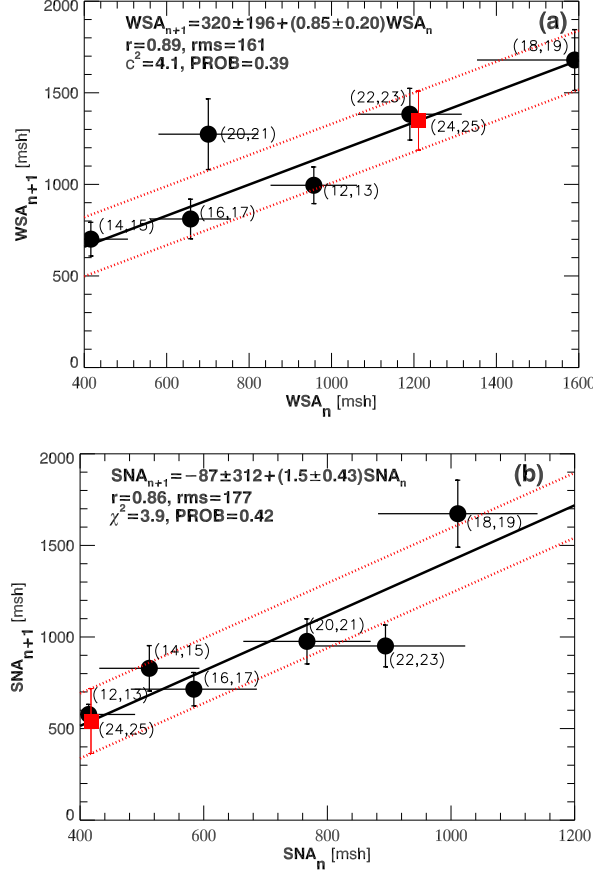 WSAn+1=320±196+(0.85±0.20)WSAn
(a)
r=0.89, rms=161
c²=4.1, PROB=0.39
2000
1500
1000
500
0
WSAn+1 [msh]
(18,19)
(22,23)
(24,25)
(20,21)
(12,13)
(16,17)
(14,15)
400 600 800 1000 1200 1400 1600
WSAn [msh]
SNAn+1=−87±312+(1.5±0.43)SNAn
(b)
r=0.86, rms=177
χ²=3.9, PROB=0.42
2000
1500
1000
500
0
SNAn+1 [msh]
(18,19)
(20,21)
(14,15)
(22,23)
(16,17)
(12,13)
(24,25)
400 600 800 1000 1200
SNAn [msh]